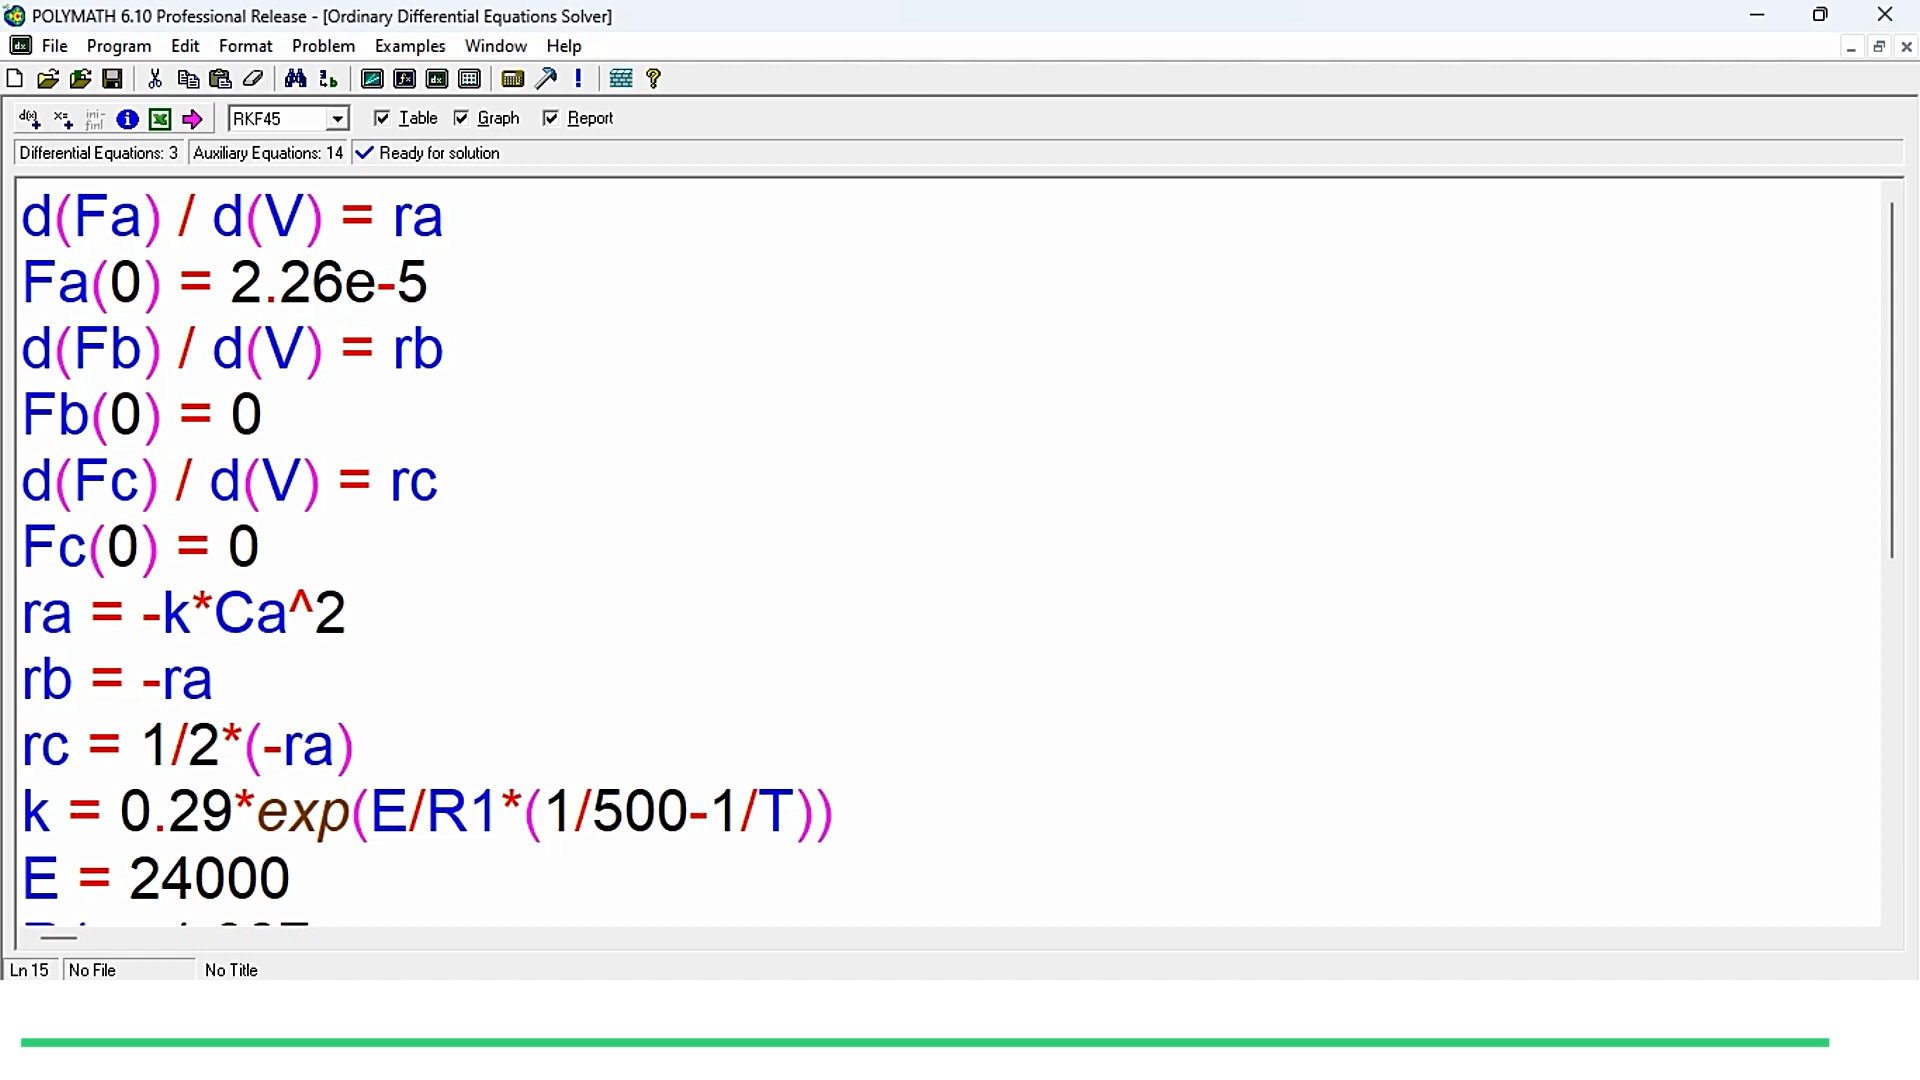 POLYMATH 6.10 Professional Release - [Ordinary Differential Equations Solver]
File Program Edit Format Problem Examples Window Help
RKF45 Table Graph Report
Differential Equations: 3 Auxiliary Equations: 14 Ready for solution
d(Fa) / d(V) = ra
Fa(0) = 2.26e-5
d(Fb) / d(V) = rb
Fb(0) = 0
d(Fc) / d(V) = rc
Fc(0) = 0
ra = -k*Ca^2
rb = -ra
rc = 1/2*(-ra)
k = 0.29*exp(E/R1*(1/500-1/T))
E = 24000
Ln 15 No File No Title